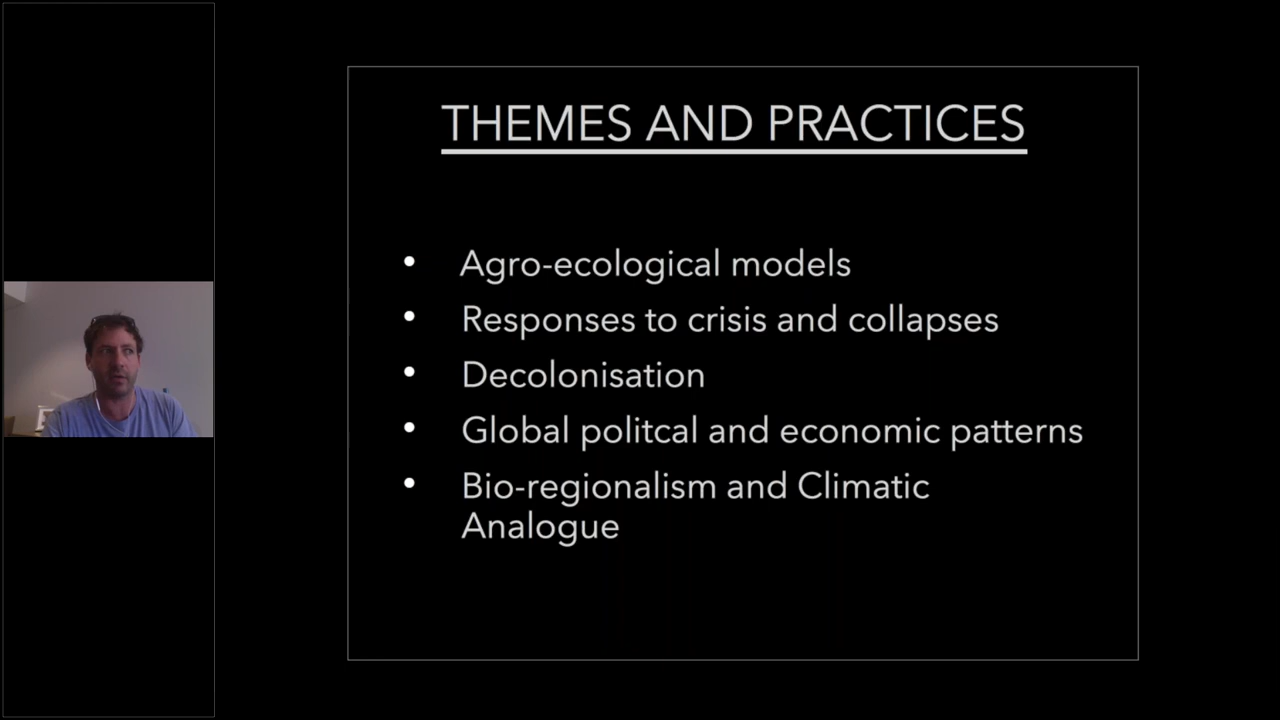 THEMES AND PRACTICES
• Agro-ecological models
• Responses to crisis and collapses
• Decolonisation
• Global politcal and economic patterns
• Bio-regionalism and Climatic
Analogue